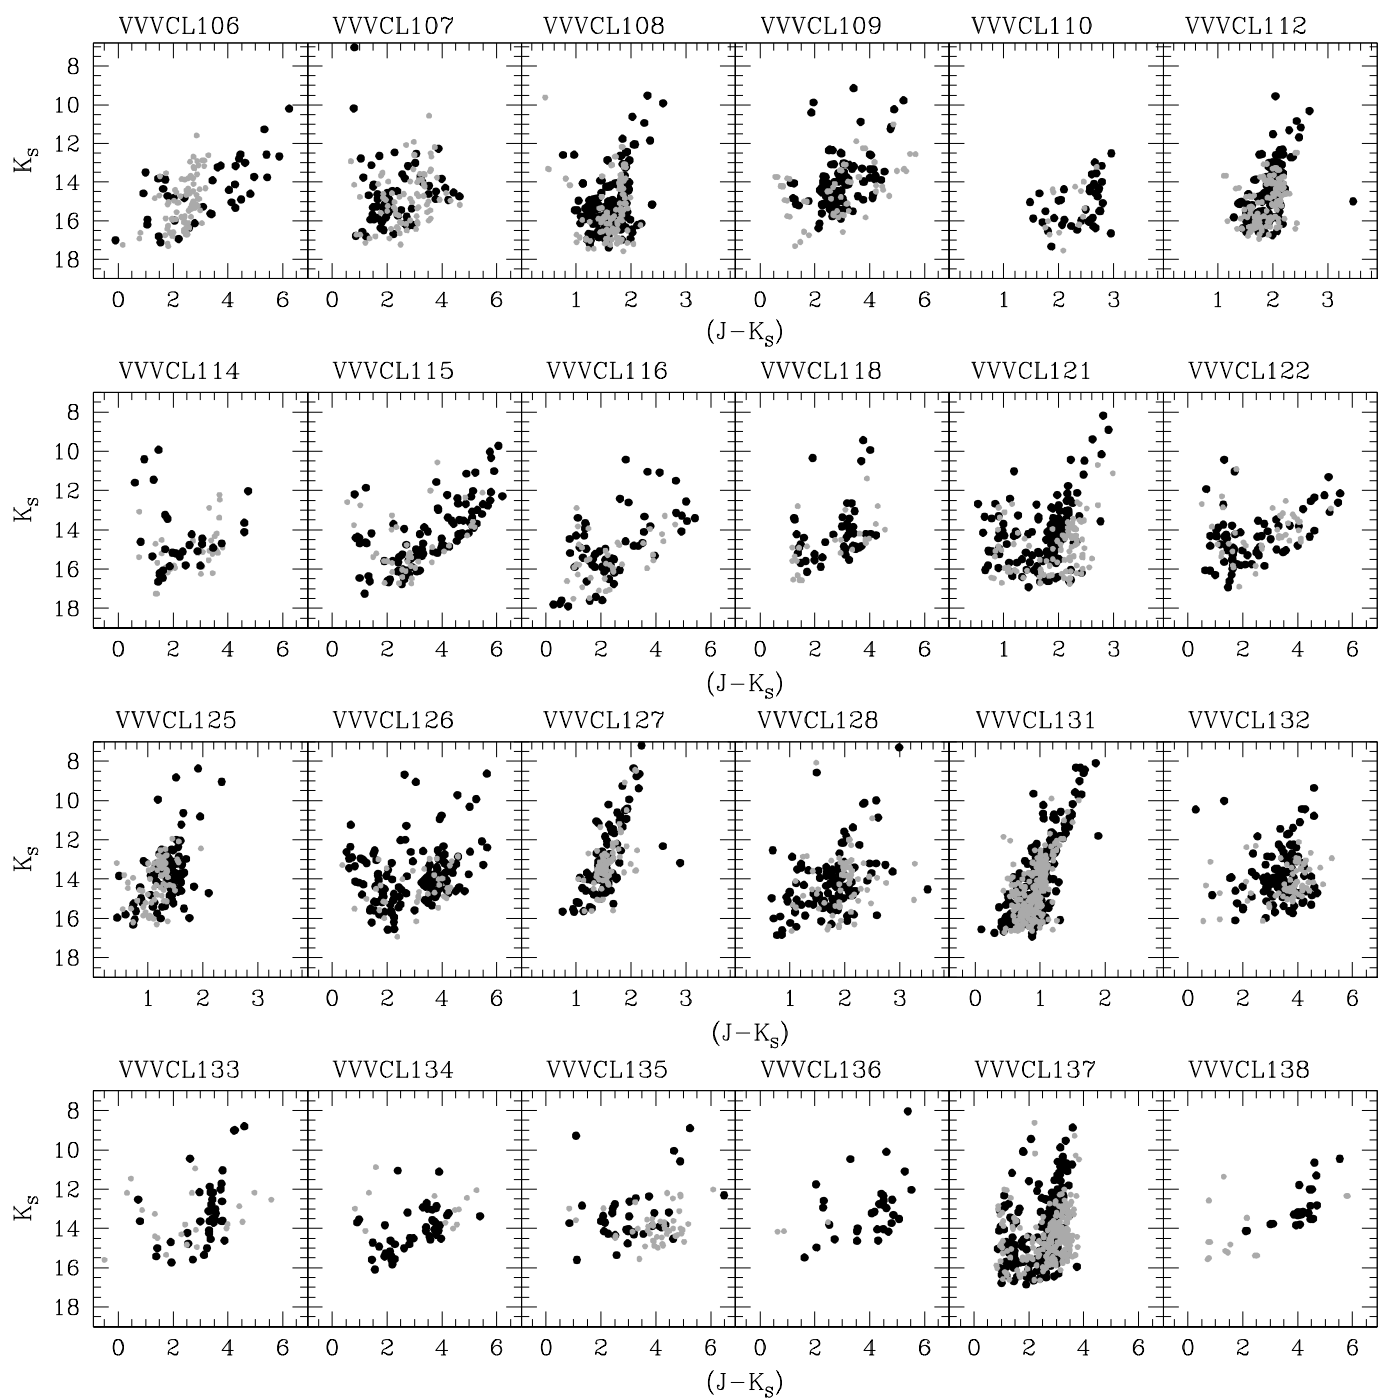 VVVCL106 VVVCL107 VVVCL108 VVVCL109 VVVCL110 VVVCL112
8
10
12
14
16
18
K_s
0 2 4 6 0 2 4 6 1 2 3 0 2 4 6 1 2 3 1 2 3
(J−K_s)
VVVCL114 VVVCL115 VVVCL116 VVVCL118 VVVCL121 VVVCL122
8
10
12
14
16
18
K_s
0 2 4 6 0 2 4 6 0 2 4 6 0 2 4 6 1 2 3 0 2 4 6
(J−K_s)
VVVCL125 VVVCL126 VVVCL127 VVVCL128 VVVCL131 VVVCL132
8
10
12
14
16
18
K_s
1 2 3 0 2 4 6 1 2 3 1 2 3 0 1 2 0 2 4 6
(J−K_s)
VVVCL133 VVVCL134 VVVCL135 VVVCL136 VVVCL137 VVVCL138
8
10
12
14
16
18
K_s
0 2 4 6 0 2 4 6 0 2 4 6 0 2 4 6 0 2 4 6 0 2 4 6
(J−K_s)